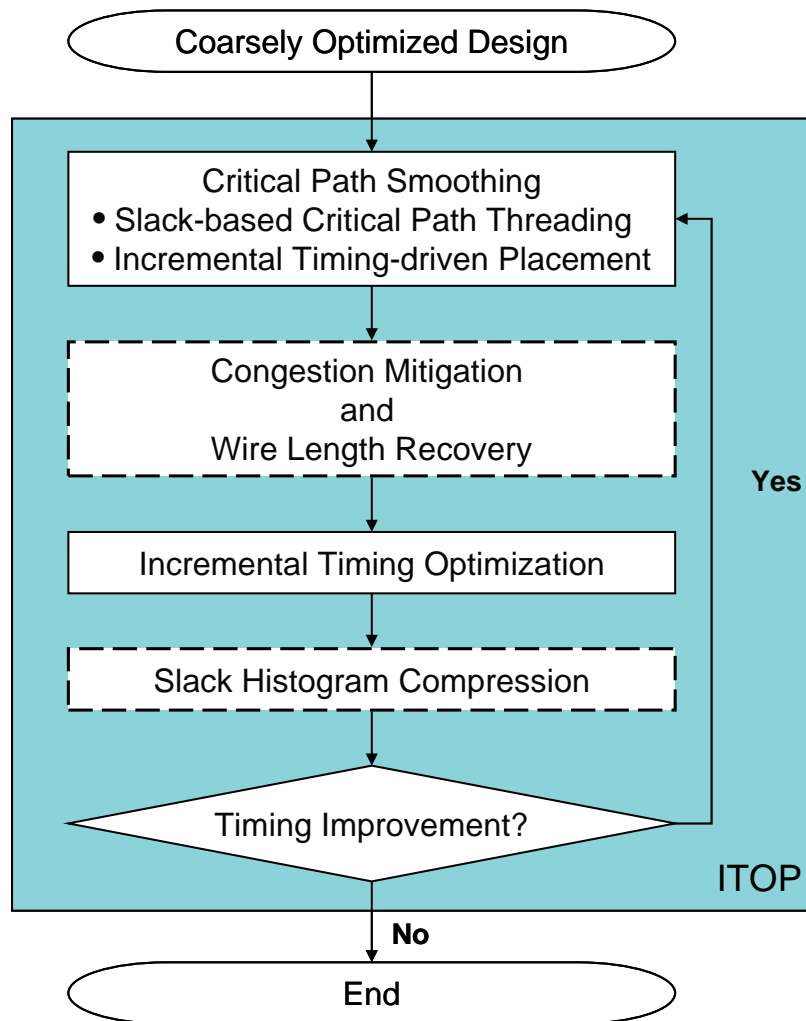 Coarsely Optimized Design
Critical Path Smoothing
• Slack-based Critical Path Threading
• Incremental Timing-driven Placement
Congestion Mitigation
and
Wire Length Recovery
Yes
Incremental Timing Optimization
Slack Histogram Compression
Timing Improvement?
ITOP
No
End